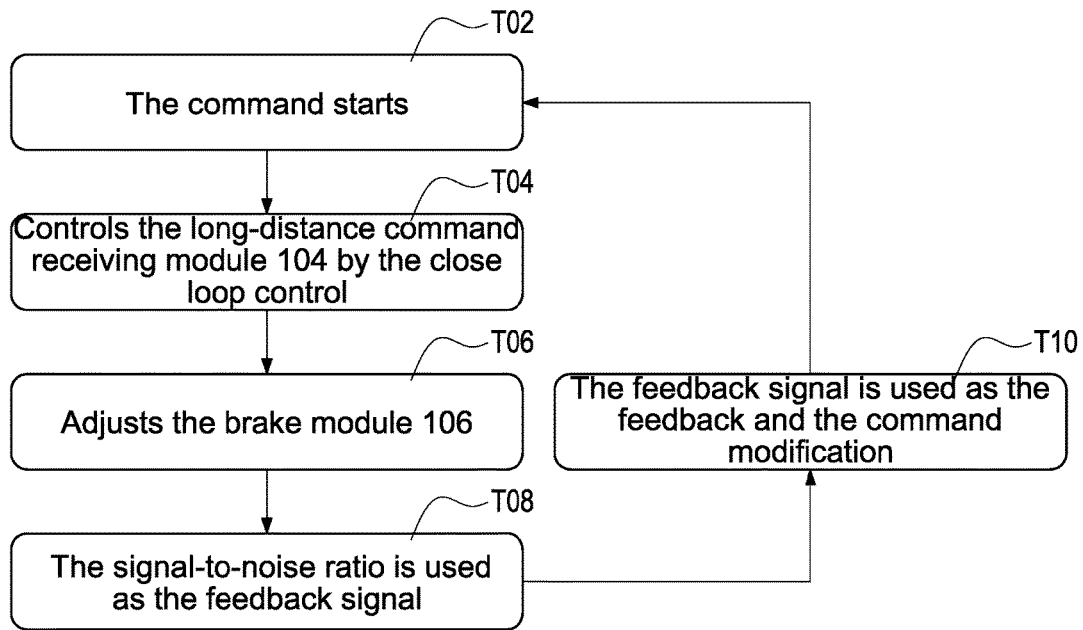 T02
The command starts
T04
Controls the long-distance command
receiving module 104 by the close
loop control
T06
Adjusts the brake module 106
T10
The feedback signal is used as the
feedback and the command
modification
T08
The signal-to-noise ratio is used
as the feedback signal